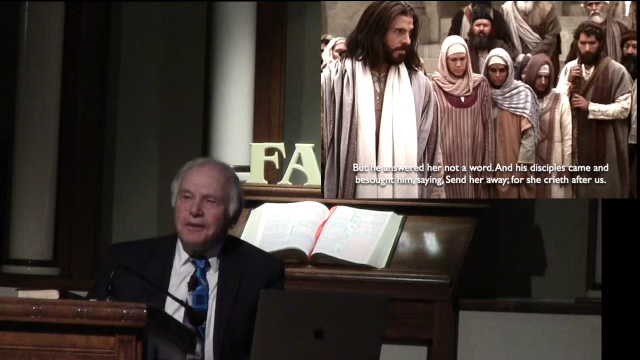 But he answered her not a word. And his disciples came and
besought him, saying, Send her away; for she crieth after us.
FA